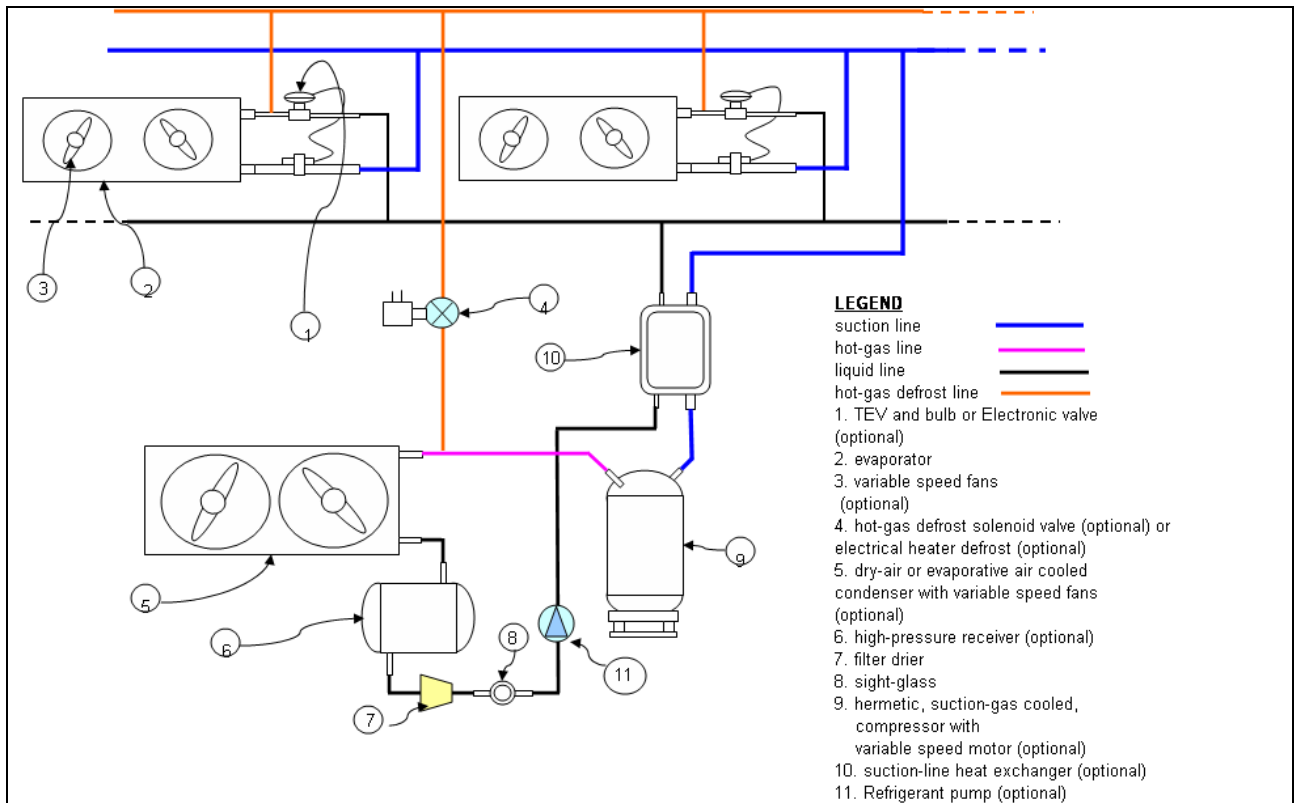 3
2
1
4
10
5
6
7
8
11
9
LEGEND
suction line
hot-gas line
liquid line
hot-gas defrost line
1. TEV and bulb or Electronic valve
(optional)
2. evaporator
3. variable speed fans
(optional)
4. hot-gas defrost solenoid valve (optional) or
electrical heater defrost (optional)
5. dry-air or evaporative air cooled
condenser with variable speed fans
(optional)
6. high-pressure receiver (optional)
7. filter drier
8. sight-glass
9. hermetic, suction-gas cooled,
compressor with
variable speed motor (optional)
10. suction-line heat exchanger (optional)
11. Refrigerant pump (optional)